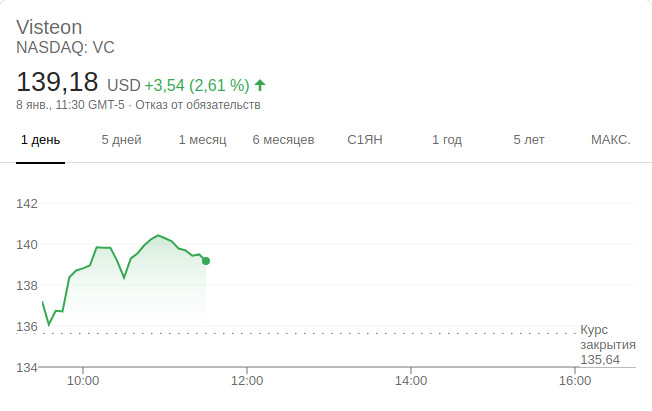 Visteon
NASDAQ: VC
139,18 USD +3,54 (2,61 %)
8 янв., 11:30 GMT-5 · Отказ от обязательств
1 день 5 дней 1 месяц 6 месяцев С1ЯН 1 год 5 лет МАКС.
142
140
138
136
Курс
закрытия
135,64
134
10:00 12:00 14:00 16:00